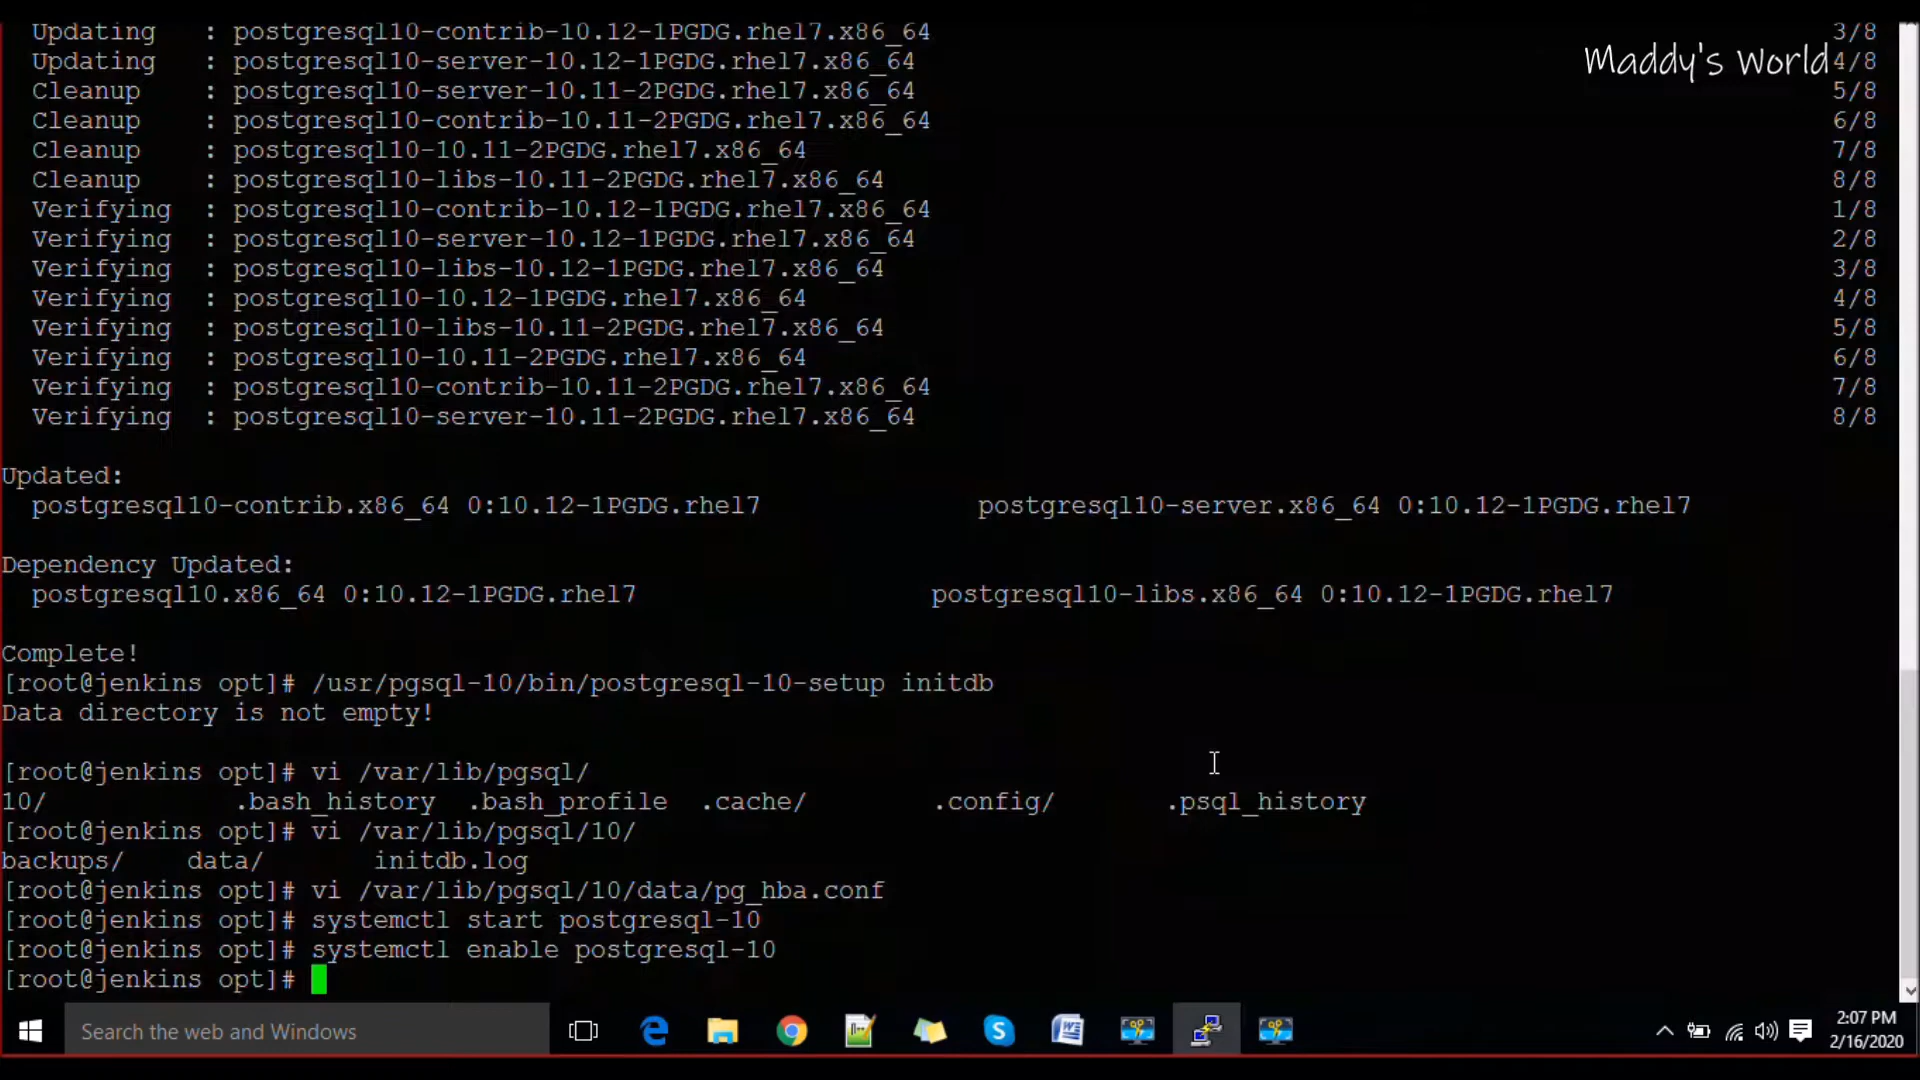 Updating : postgresql10-contrib-10.12-1PGDG.rhel7.x86_64 3/8
Maddy's World
Updating : postgresql10-server-10.12-1PGDG.rhel7.x86_64 4/8
Cleanup : postgresql10-server-10.11-2PGDG.rhel7.x86_64 5/8
Cleanup : postgresql10-contrib-10.11-2PGDG.rhel7.x86_64 6/8
Cleanup : postgresql10-10.11-2PGDG.rhel7.x86_64 7/8
Cleanup : postgresql10-libs-10.11-2PGDG.rhel7.x86_64 8/8
Verifying : postgresql10-contrib-10.12-1PGDG.rhel7.x86_64 1/8
Verifying : postgresql10-server-10.12-1PGDG.rhel7.x86_64 2/8
Verifying : postgresql10-libs-10.12-1PGDG.rhel7.x86_64 3/8
Verifying : postgresql10-10.12-1PGDG.rhel7.x86_64 4/8
Verifying : postgresql10-libs-10.11-2PGDG.rhel7.x86_64 5/8
Verifying : postgresql10-10.11-2PGDG.rhel7.x86_64 6/8
Verifying : postgresql10-contrib-10.11-2PGDG.rhel7.x86_64 7/8
Verifying : postgresql10-server-10.11-2PGDG.rhel7.x86_64 8/8
Updated:
postgresql10-contrib.x86_64 0:10.12-1PGDG.rhel7 postgresql10-server.x86_64 0:10.12-1PGDG.rhel7
Dependency Updated:
postgresql10.x86_64 0:10.12-1PGDG.rhel7 postgresql10-libs.x86_64 0:10.12-1PGDG.rhel7
Complete!
[root@jenkins opt]# /usr/pgsql-10/bin/postgresql-10-setup initdb
Data directory is not empty!
[root@jenkins opt]# vi /var/lib/pgsql/
10/ .bash_history .bash_profile .cache/ .config/ .psql_history
[root@jenkins opt]# vi /var/lib/pgsql/10/
backups/ data/ initdb.log
[root@jenkins opt]# vi /var/lib/pgsql/10/data/pg_hba.conf
[root@jenkins opt]# systemctl start postgresql-10
[root@jenkins opt]# systemctl enable postgresql-10
[root@jenkins opt]#
Search the web and Windows
2:07 PM
2/16/2020